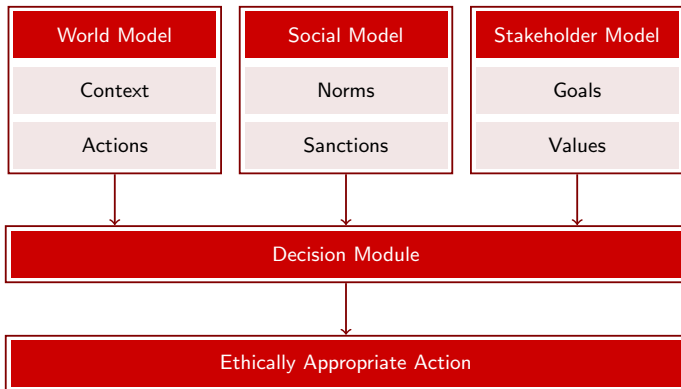 World Model
Social Model
Stakeholder Model
Context
Norms
Goals
Actions
Sanctions
Values
Decision Module
Ethically Appropriate Action